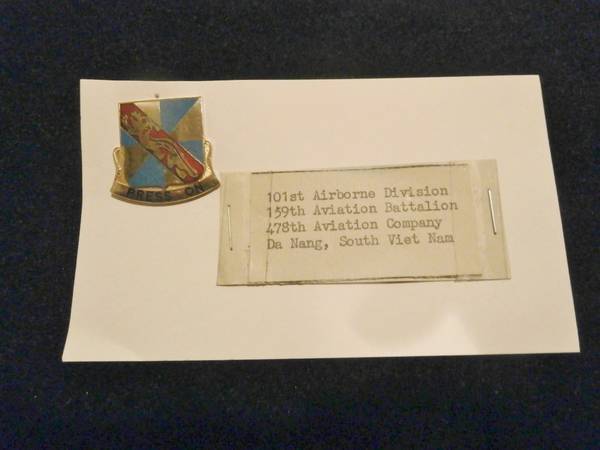 PRESS ON
101st Airborne Division
159th Aviation Battalion
478th Aviation Company
Da Nang, South Viet Nam